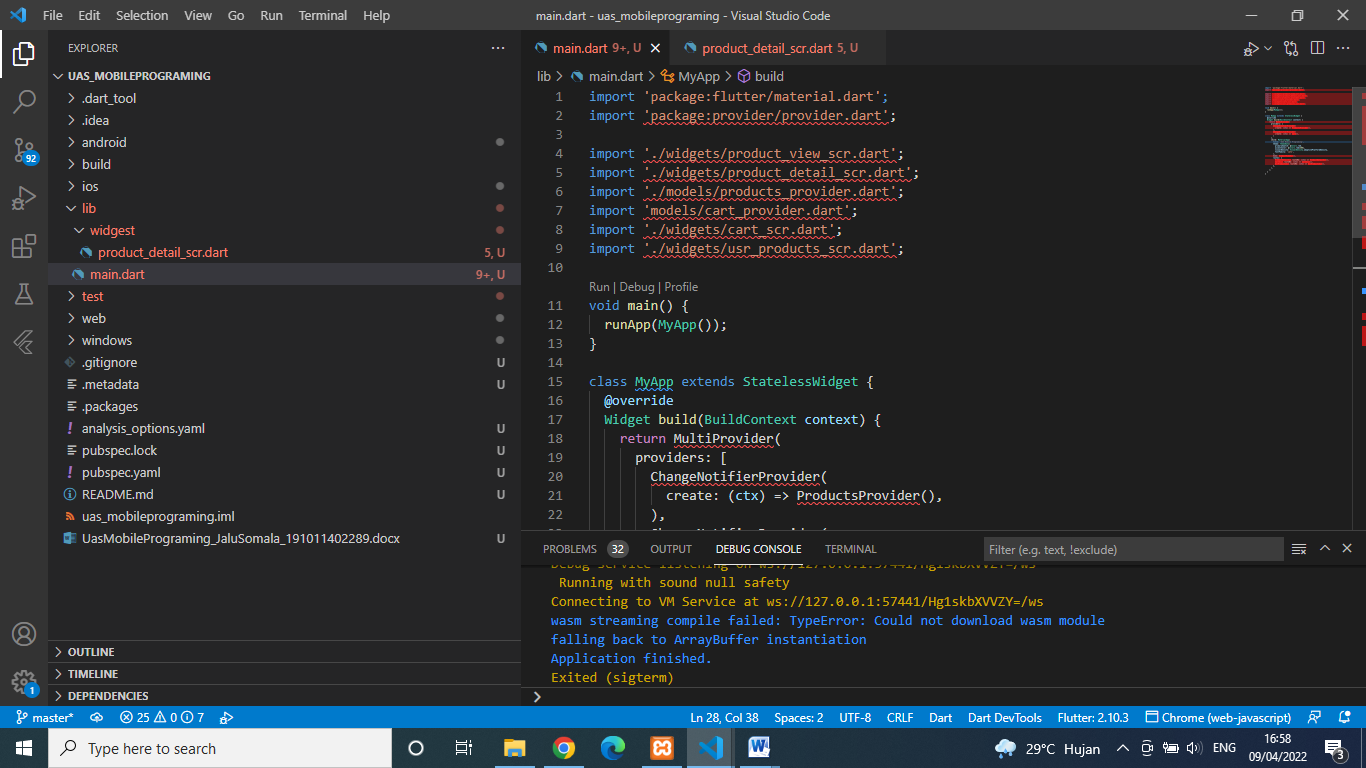 File Edit Selection View Go Run Terminal Help
main.dart - uas_mobileprograming - Visual Studio Code
EXPLORER
UAS_MOBILEPROGRAMING
.dart_tool
.idea
android
build
ios
lib
widgest
product_detail_scr.dart 5, U
main.dart 9+, U
test
web
windows
.gitignore U
.metadata U
.packages
analysis_options.yaml U
pubspec.lock U
pubspec.yaml U
README.md U
uas_mobileprograming.iml U
UasMobilePrograming_JaluSomala_191011402289.docx U
OUTLINE
TIMELINE
DEPENDENCIES
92
1
main.dart 9+, U
product_detail_scr.dart 5, U
lib > main.dart > MyApp > build
1 import 'package:flutter/material.dart';
2 import 'package:provider/provider.dart';
3
4 import './widgets/product_view_scr.dart';
5 import './widgets/product_detail_scr.dart';
6 import './models/products_provider.dart';
7 import 'models/cart_provider.dart';
8 import './widgets/cart_scr.dart';
9 import './widgets/usr_products_scr.dart';
10
Run | Debug | Profile
11 void main() {
12 runApp(MyApp());
13 }
14
15 class MyApp extends StatelessWidget {
16 @override
17 Widget build(BuildContext context) {
18 return MultiProvider(
19 providers: [
20 ChangeNotifierProvider(
21 create: (ctx) => ProductsProvider(),
22 ),
PROBLEMS 32 OUTPUT DEBUG CONSOLE TERMINAL
Filter (e.g. text, !exclude)
Debug service listening on ws://127.0.0.1:57441/Hg1skbXVVZY=/ws
Running with sound null safety
Connecting to VM Service at ws://127.0.0.1:57441/Hg1skbXVVZY=/ws
wasm streaming compile failed: TypeError: Could not download wasm module
falling back to ArrayBuffer instantiation
Application finished.
Exited (sigterm)
master* 25 0 7
Ln 28, Col 38 Spaces: 2 UTF-8 CRLF Dart Dart DevTools Flutter: 2.10.3 Chrome (web-javascript)
Type here to search
29°C Hujan
ENG
16:58
09/04/2022
3